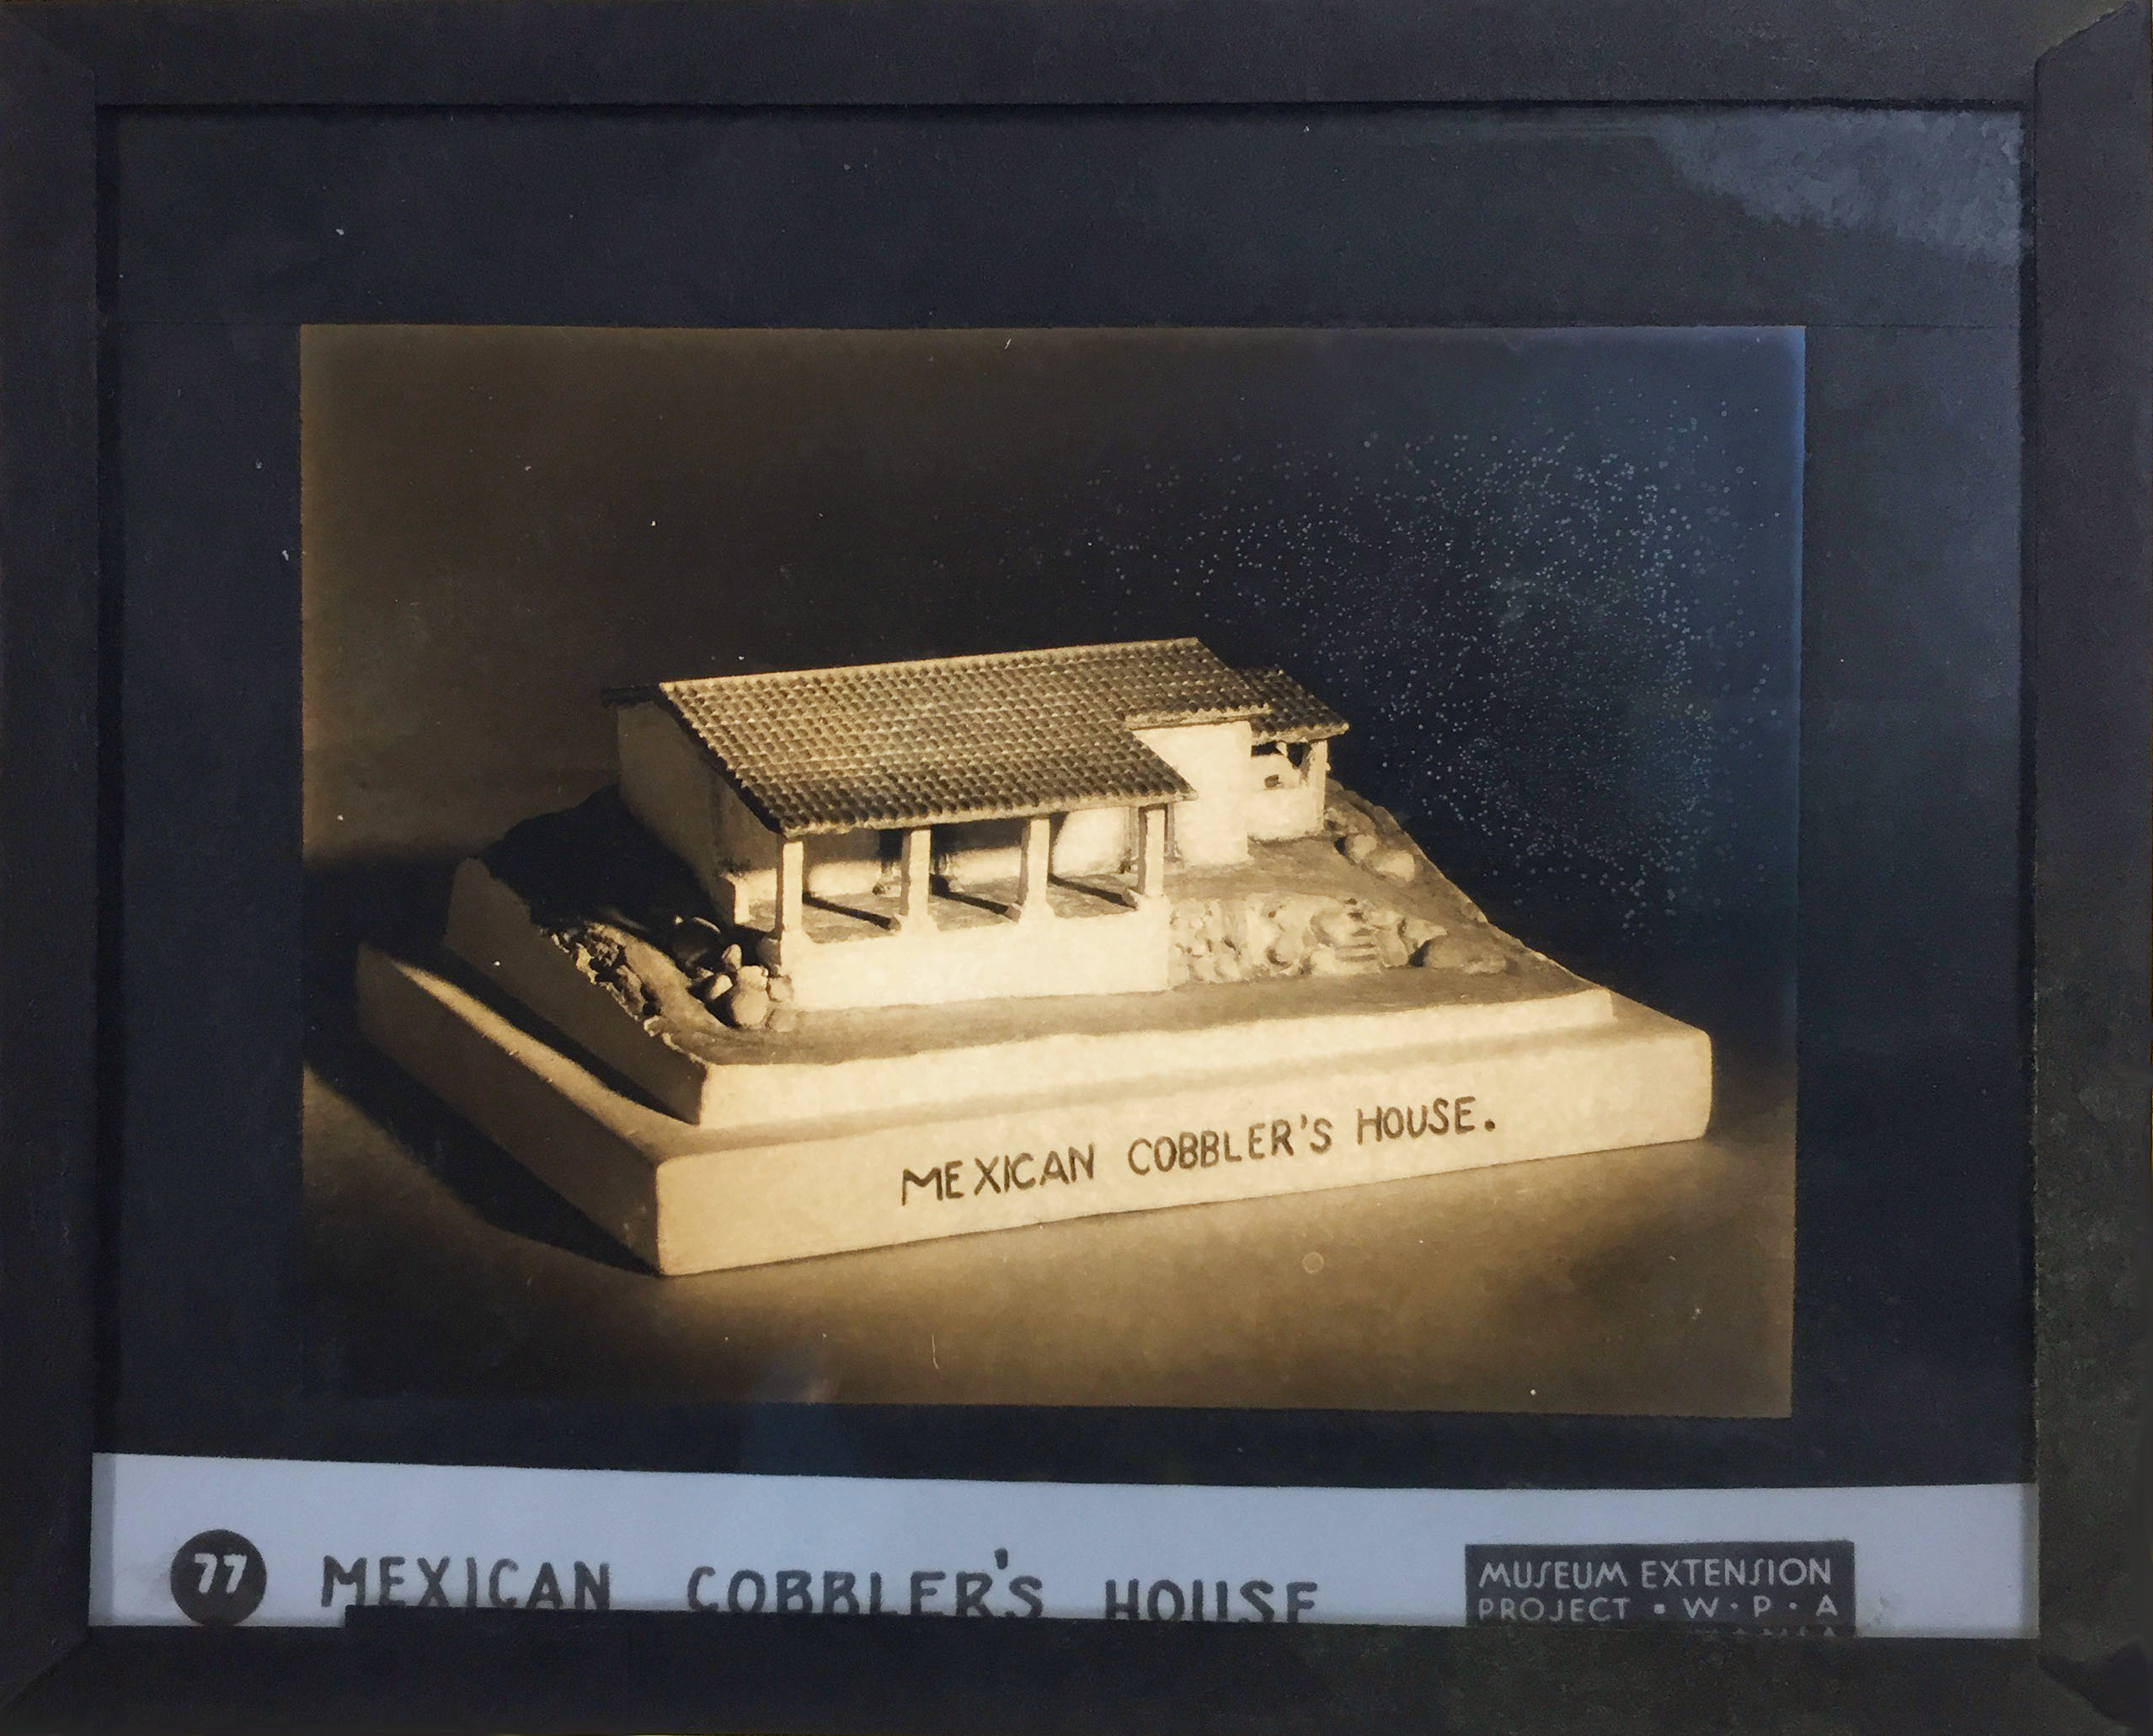 MEXICAN COBBLER'S HOUSE.
77 MEXICAN COBBLER'S HOUSE
MUSEUM EXTENSION
PROJECT ▪ W · P · A